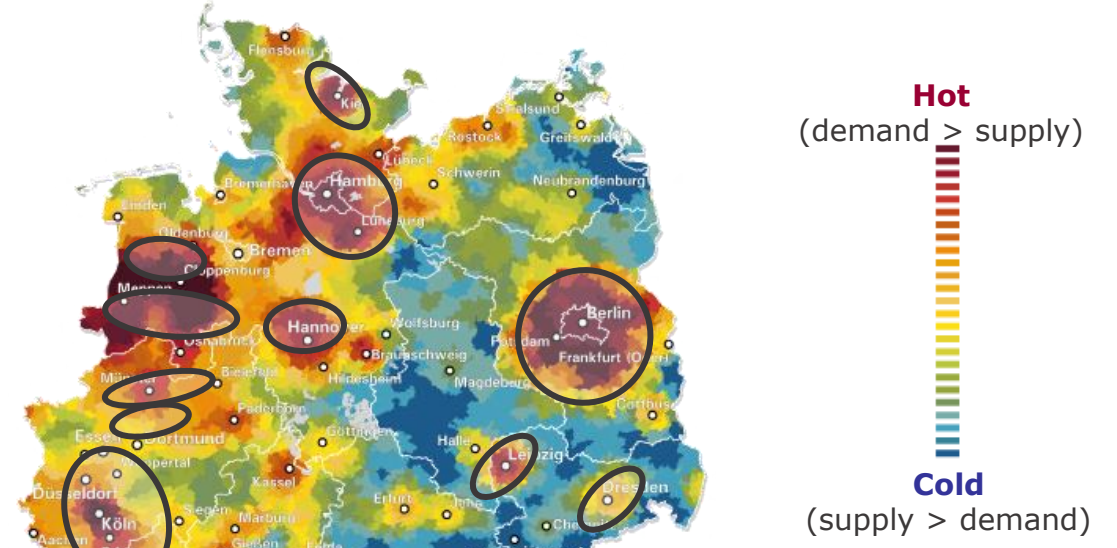 Flensburg
Hot
Kiel
Stralsund
(demand > supply)
Rostock
Greifswald
Lübeck
Schwerin
Bremerhaven
Hamburg
Neubrandenburg
Emden
Lüneburg
Oldenburg
Bremen
Cloppenburg
Meppen
Berlin
Hannover
Wolfsburg
Potsdam
Osnabrück
Braunschweig
Frankfurt (Oder)
Bielefeld
Hildesheim
Magdeburg
Münster
Paderborn
Cottbus
Essen
Dortmund
Göttingen
Halle
Leipzig
Wuppertal
Kassel
Cold
Düsseldorf
Erfurt
Jena
Dresden
Köln
Siegen
Marburg
(supply > demand)
Aachen
Gießen